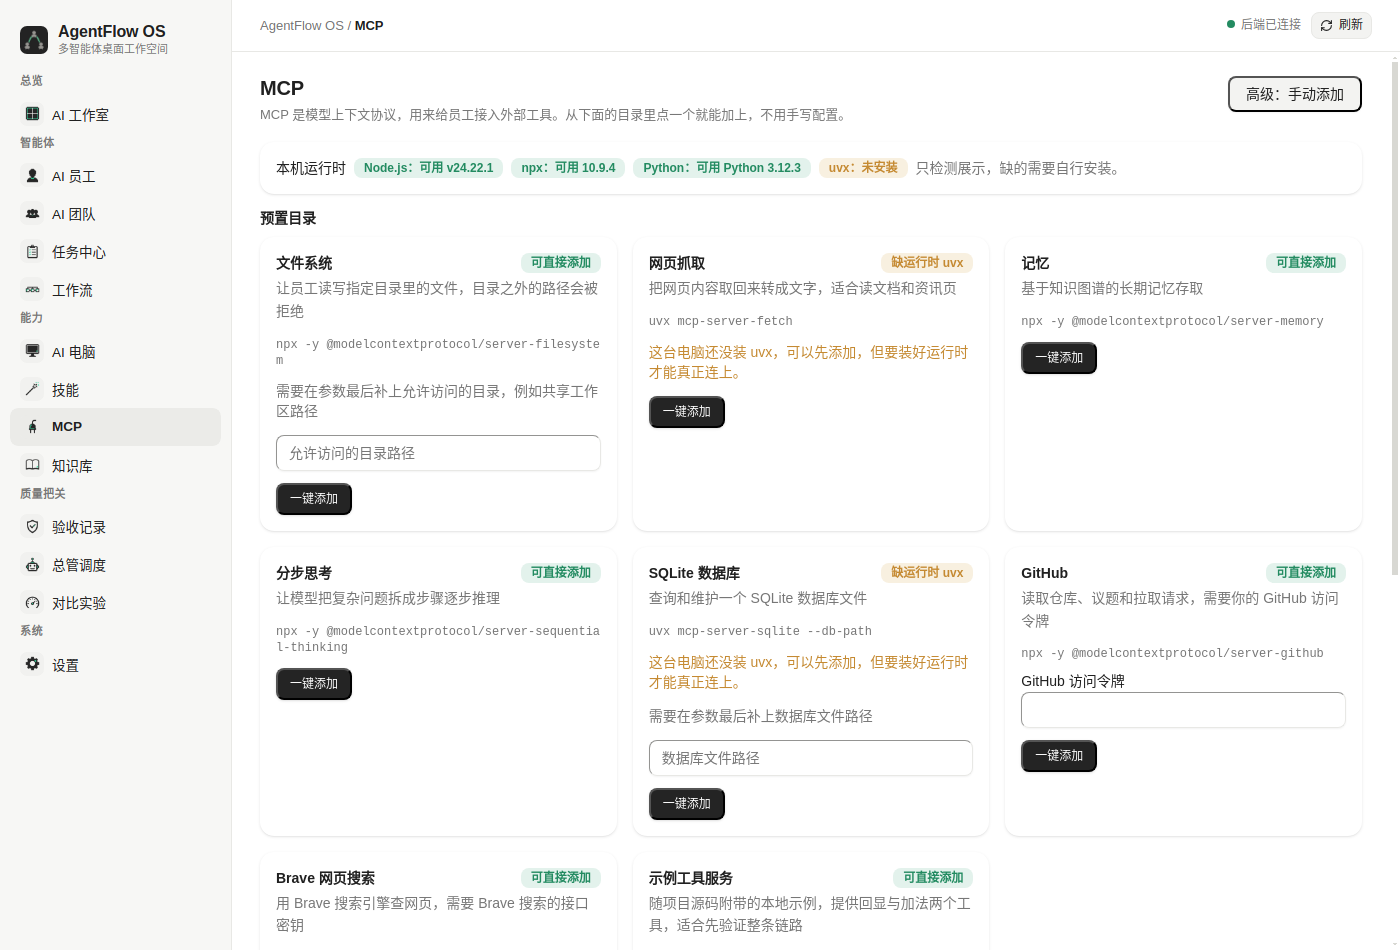 AgentFlow OS
多智能体桌面工作空间
总览
AI 工作室
智能体
AI 员工
AI 团队
任务中心
工作流
能力
AI 电脑
技能
MCP
知识库
质量把关
验收记录
总管调度
对比实验
系统
设置
AgentFlow OS / MCP
后端已连接
刷新
MCP
MCP 是模型上下文协议，用来给员工接入外部工具。从下面的目录里点一个就能加上，不用手写配置。
高级：手动添加
本机运行时 Node.js：可用 v24.22.1 npx：可用 10.9.4 Python：可用 Python 3.12.3 uvx：未安装 只检测展示，缺的需要自行安装。
预置目录
文件系统 可直接添加
让员工读写指定目录里的文件，目录之外的路径会被
拒绝
npx -y @modelcontextprotocol/server-filesyste
m
需要在参数最后补上允许访问的目录，例如共享工作
区路径
允许访问的目录路径
一键添加
网页抓取 缺运行时 uvx
把网页内容取回来转成文字，适合读文档和资讯页
uvx mcp-server-fetch
这台电脑还没装 uvx，可以先添加，但要装好运行时
才能真正连上。
一键添加
记忆 可直接添加
基于知识图谱的长期记忆存取
npx -y @modelcontextprotocol/server-memory
一键添加
分步思考 可直接添加
让模型把复杂问题拆成步骤逐步推理
npx -y @modelcontextprotocol/server-sequentia
l-thinking
一键添加
SQLite 数据库 缺运行时 uvx
查询和维护一个 SQLite 数据库文件
uvx mcp-server-sqlite --db-path
这台电脑还没装 uvx，可以先添加，但要装好运行时
才能真正连上。
需要在参数最后补上数据库文件路径
数据库文件路径
一键添加
GitHub 可直接添加
读取仓库、议题和拉取请求，需要你的 GitHub 访问
令牌
npx -y @modelcontextprotocol/server-github
GitHub 访问令牌
一键添加
Brave 网页搜索 可直接添加
用 Brave 搜索引擎查网页，需要 Brave 搜索的接口
密钥
示例工具服务 可直接添加
随项目源码附带的本地示例，提供回显与加法两个工
具，适合先验证整条链路